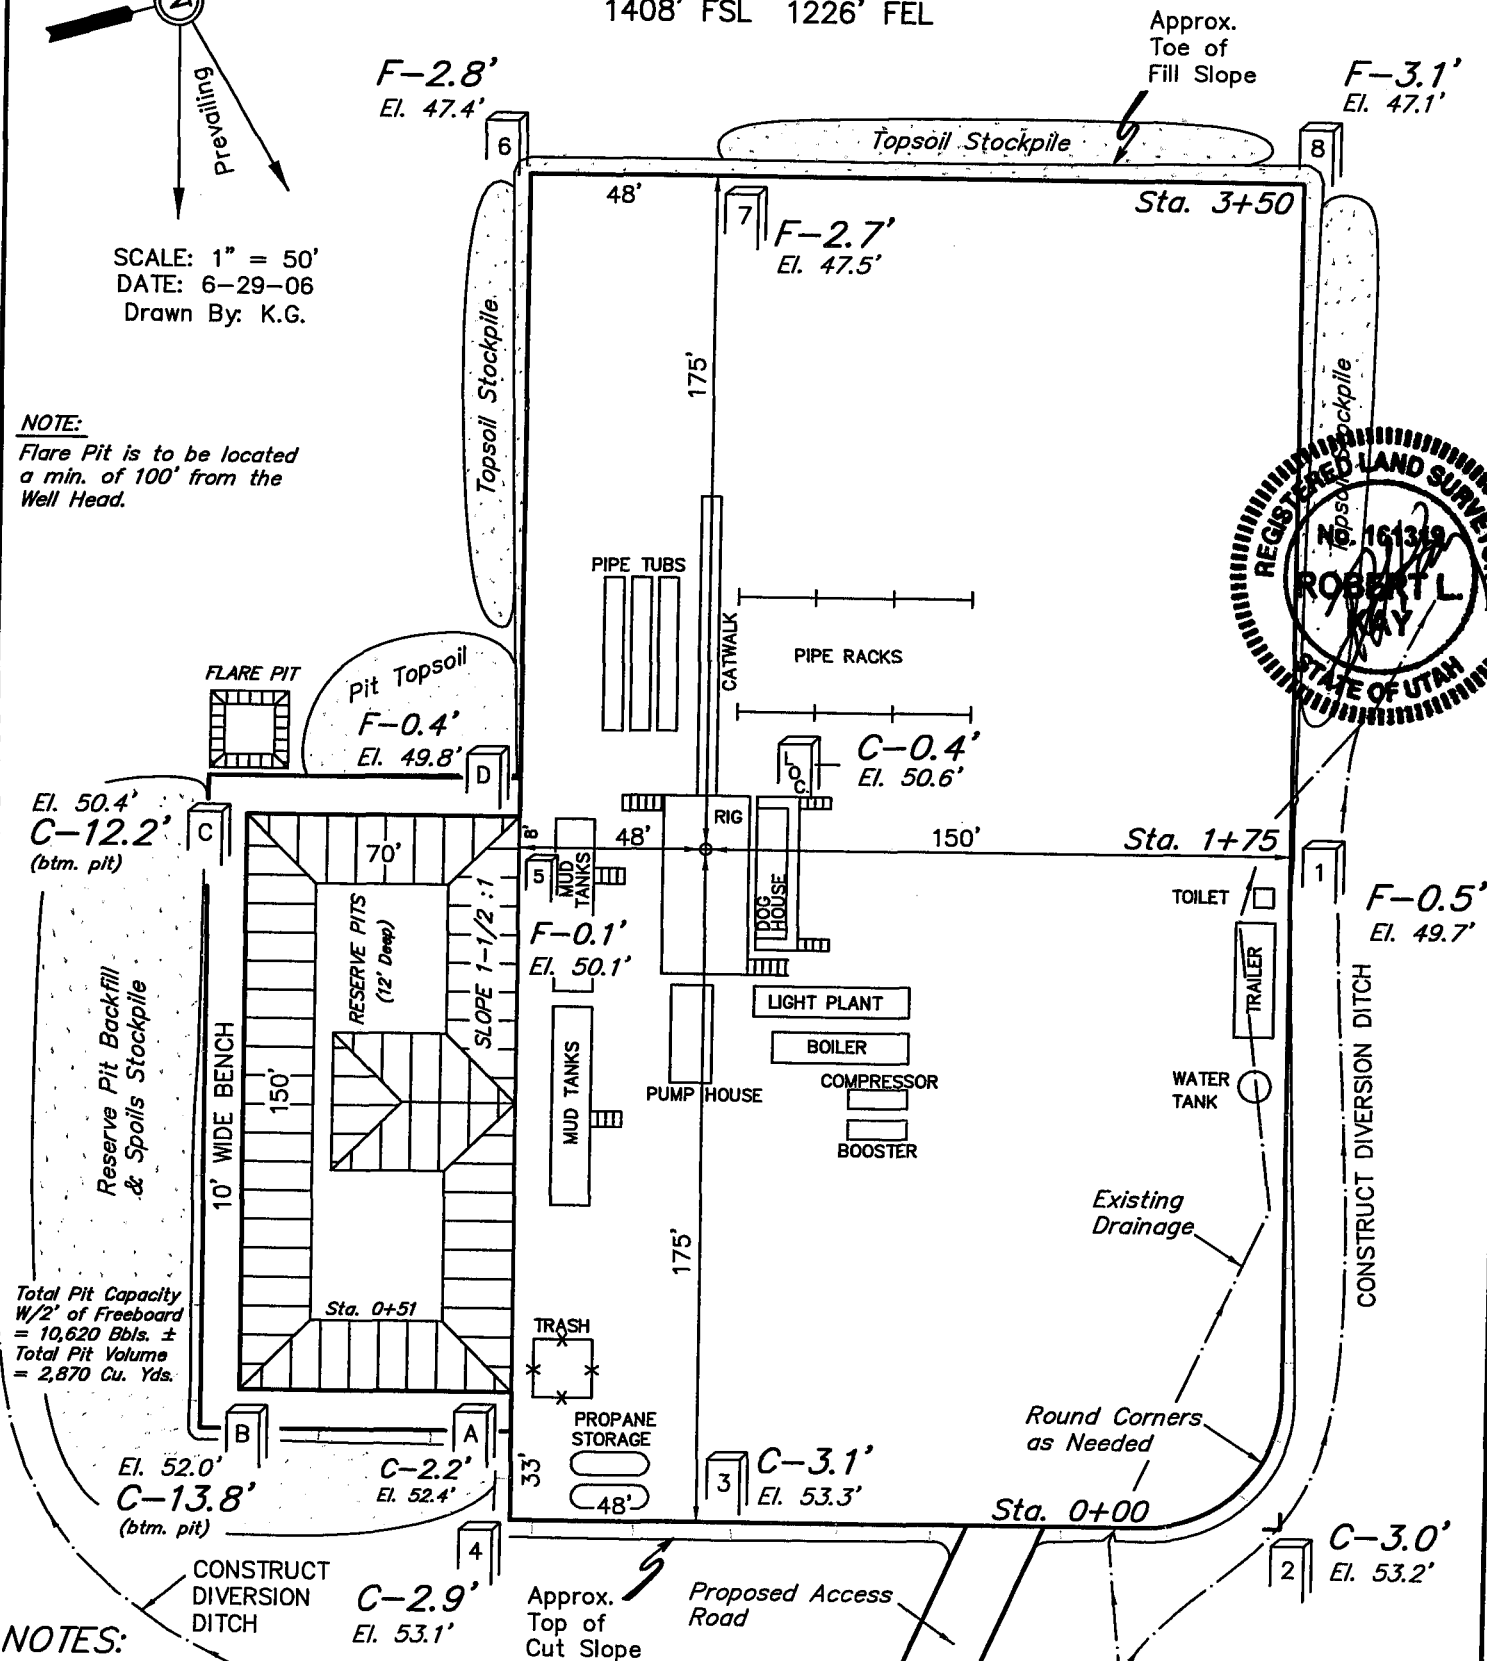 1408' FSL 1226' FEL
Approx.
Toe of
Fill Slope
F-2.8'
El. 47.4'
F-3.1'
El. 47.1'
Prevailing
6
Topsoil Stockpile
8
48'
Sta. 3+50
7
F-2.7'
El. 47.5'
SCALE: 1" = 50'
DATE: 6-29-06
Drawn By: K.G.
Topsoil Stockpile
175'
Topsoil Stockpile
NOTE:
Flare Pit is to be located
a min. of 100' from the
Well Head.
REGISTERED LAND SURVEYOR
No. 161319
ROBERT L.
KAY
STATE OF UTAH
PIPE TUBS
CATWALK
PIPE RACKS
FLARE PIT
Pit Topsoil
F-0.4'
El. 49.8'
D
LOC.
C-0.4'
El. 50.6'
El. 50.4'
C-12.2'
(btm. pit)
C
RIG
70'
8'
48'
150'
Sta. 1+75
5
MUD
TANKS
DOG
HOUSE
1
TOILET
F-0.5'
El. 49.7'
F-0.1'
El. 50.1'
RESERVE PITS
(12' Deep)
SLOPE 1-1/2 : 1
TRAILER
Reserve Pit Backfill
& Spoils Stockpile
10' WIDE BENCH
150'
LIGHT PLANT
BOILER
MUD TANKS
PUMP HOUSE
COMPRESSOR
BOOSTER
WATER
TANK
CONSTRUCT DIVERSION DITCH
Existing
Drainage
175'
Total Pit Capacity
W/2' of Freeboard
= 10,620 Bbls. ±
Total Pit Volume
= 2,870 Cu. Yds.
Sta. 0+51
TRASH
PROPANE
STORAGE
Round Corners
as Needed
B
A
El. 52.0'
C-13.8'
(btm. pit)
C-2.2'
El. 52.4'
33'
48'
3
C-3.1'
El. 53.3'
Sta. 0+00
4
C-2.9'
El. 53.1'
2
C-3.0'
El. 53.2'
CONSTRUCT
DIVERSION
DITCH
Approx.
Top of
Cut Slope
Proposed Access
Road
NOTES: